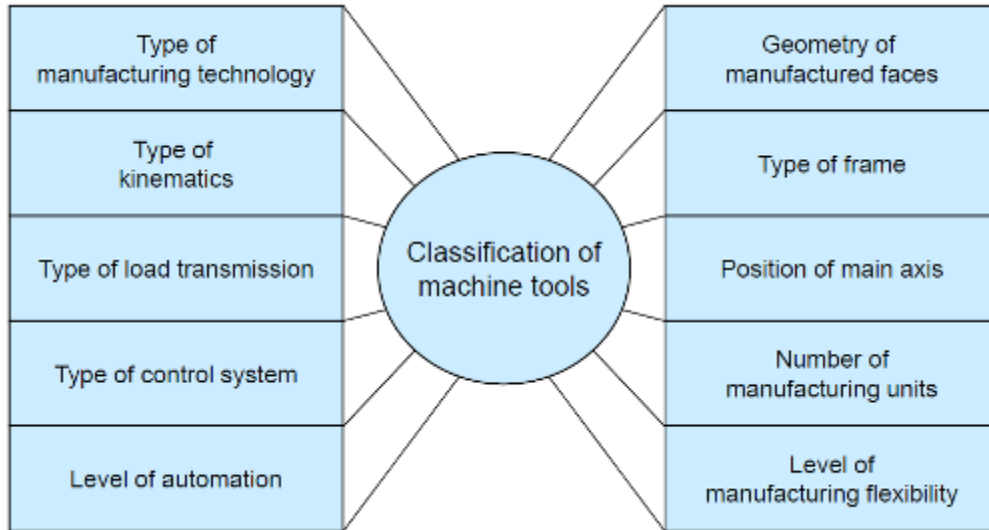 Type of
manufacturing technology
Type of
kinematics
Type of load transmission
Type of control system
Level of automation
Classification of
machine tools
Geometry of
manufactured faces
Type of frame
Position of main axis
Number of
manufacturing units
Level of
manufacturing flexibility